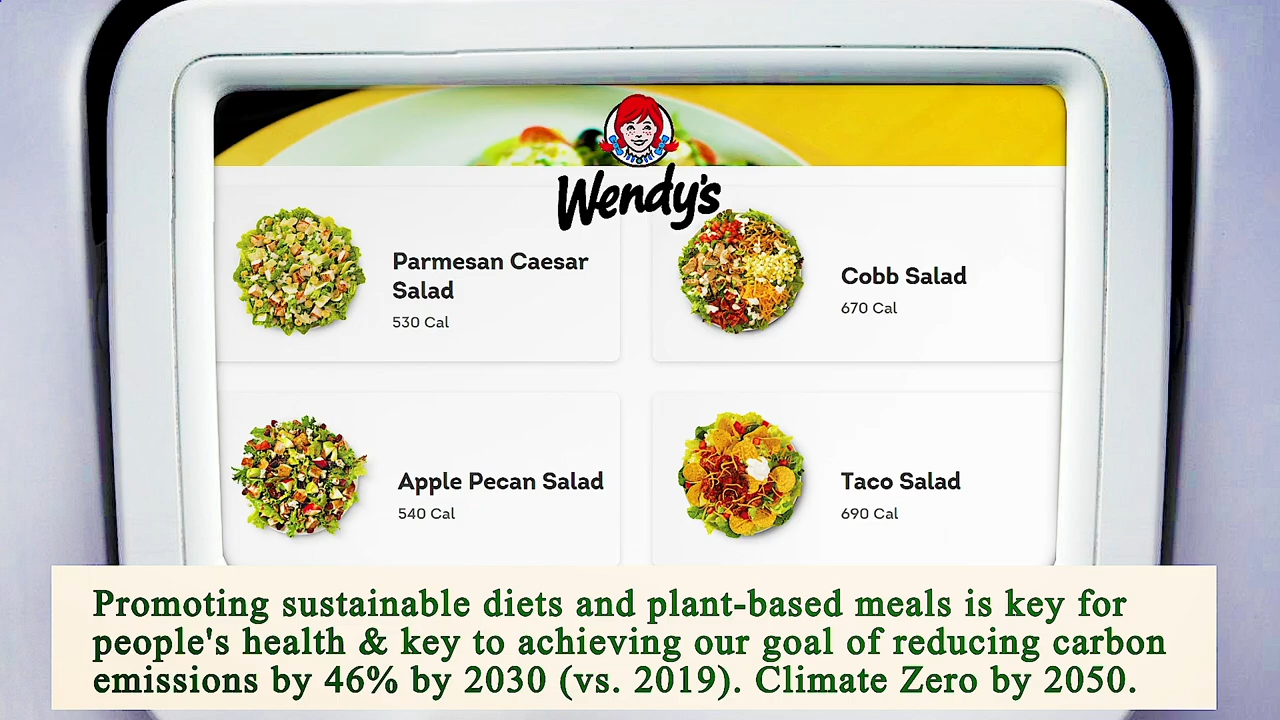 Wendy's
Parmesan Caesar
Salad
530 Cal
Cobb Salad
670 Cal
Apple Pecan Salad
540 Cal
Taco Salad
690 Cal
Promoting sustainable diets and plant-based meals is key for
people's health & key to achieving our goal of reducing carbon
emissions by 46% by 2030 (vs. 2019). Climate Zero by 2050.